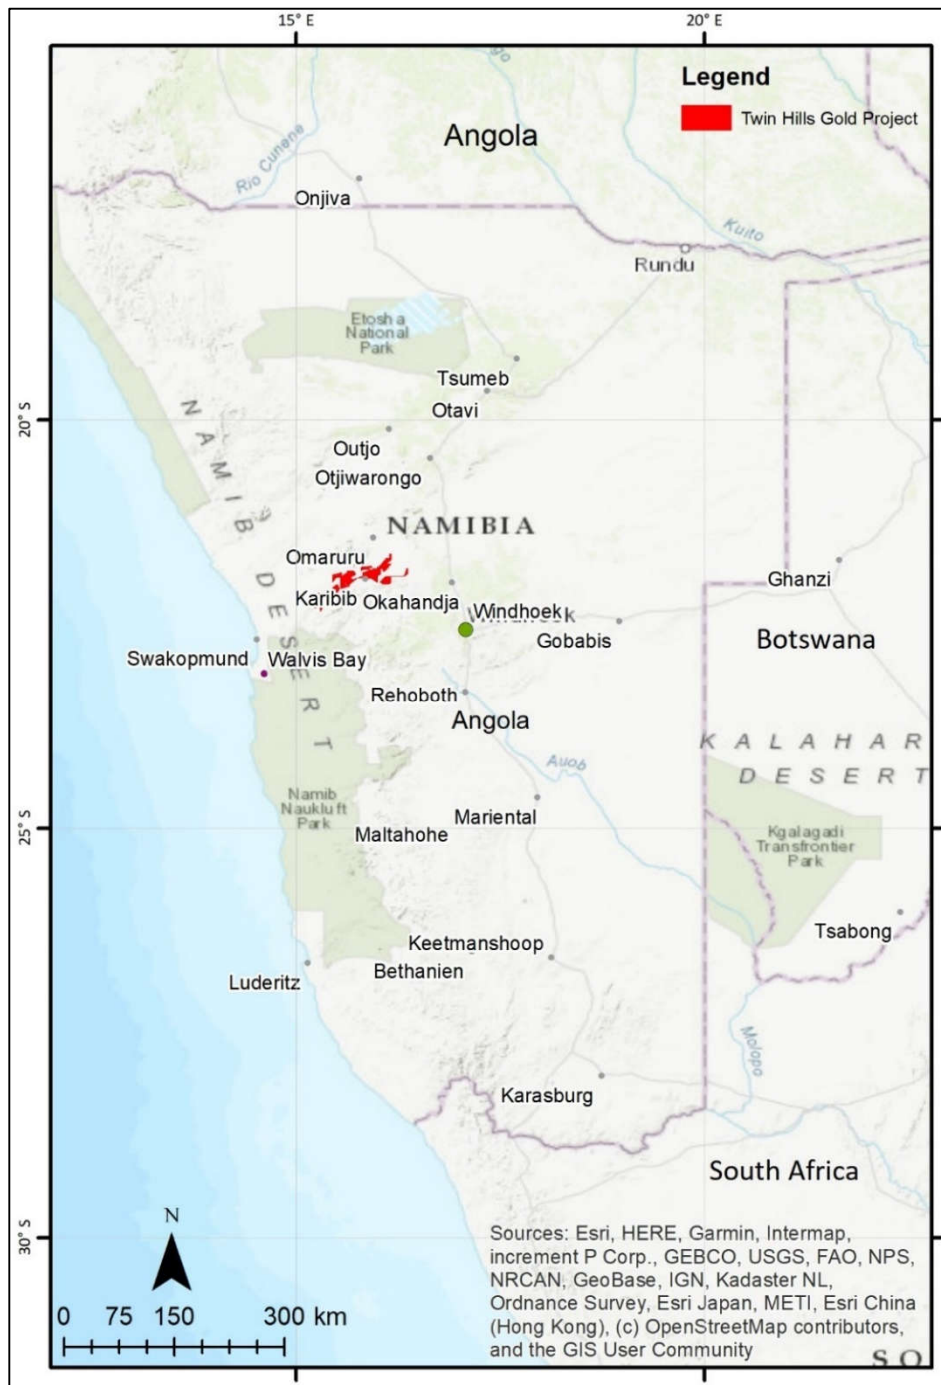 15° E
20° E
Legend
Twin Hills Gold Project
Angola
Rio Cunene
Onjiva
Kuito
Rundu
Etosha
National
Park
Tsumeb
Otavi
20° S
Outjo
Otjiwarongo
NAMIB DESERT
NAMIBIA
Omaruru
Ghanzi
Karibib
Okahandja
Windhoek
Gobabis
Botswana
Swakopmund
Walvis Bay
Rehoboth
Angola
KALAHAR
DESERT
Auob
Namib
Naukluft
Park
Mariental
25° S
Maltahohe
Kgalagadi
Transfrontier
Park
Tsabong
Keetmanshoop
Bethanien
Luderitz
Molopo
Karasburg
South Africa
N
30° S
Sources: Esri, HERE, Garmin, Intermap,
increment P Corp., GEBCO, USGS, FAO, NPS,
NRCAN, GeoBase, IGN, Kadaster NL,
Ordnance Survey, Esri Japan, METI, Esri China
(Hong Kong), (c) OpenStreetMap contributors,
and the GIS User Community
0 75 150 300 km
SO